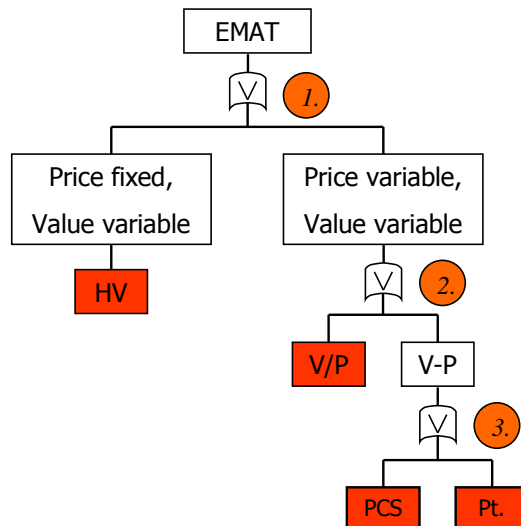 EMAT
V
1.
Price fixed,
Value variable
Price variable,
Value variable
HV
V
2.
V/P
V-P
V
3.
PCS
Pt.